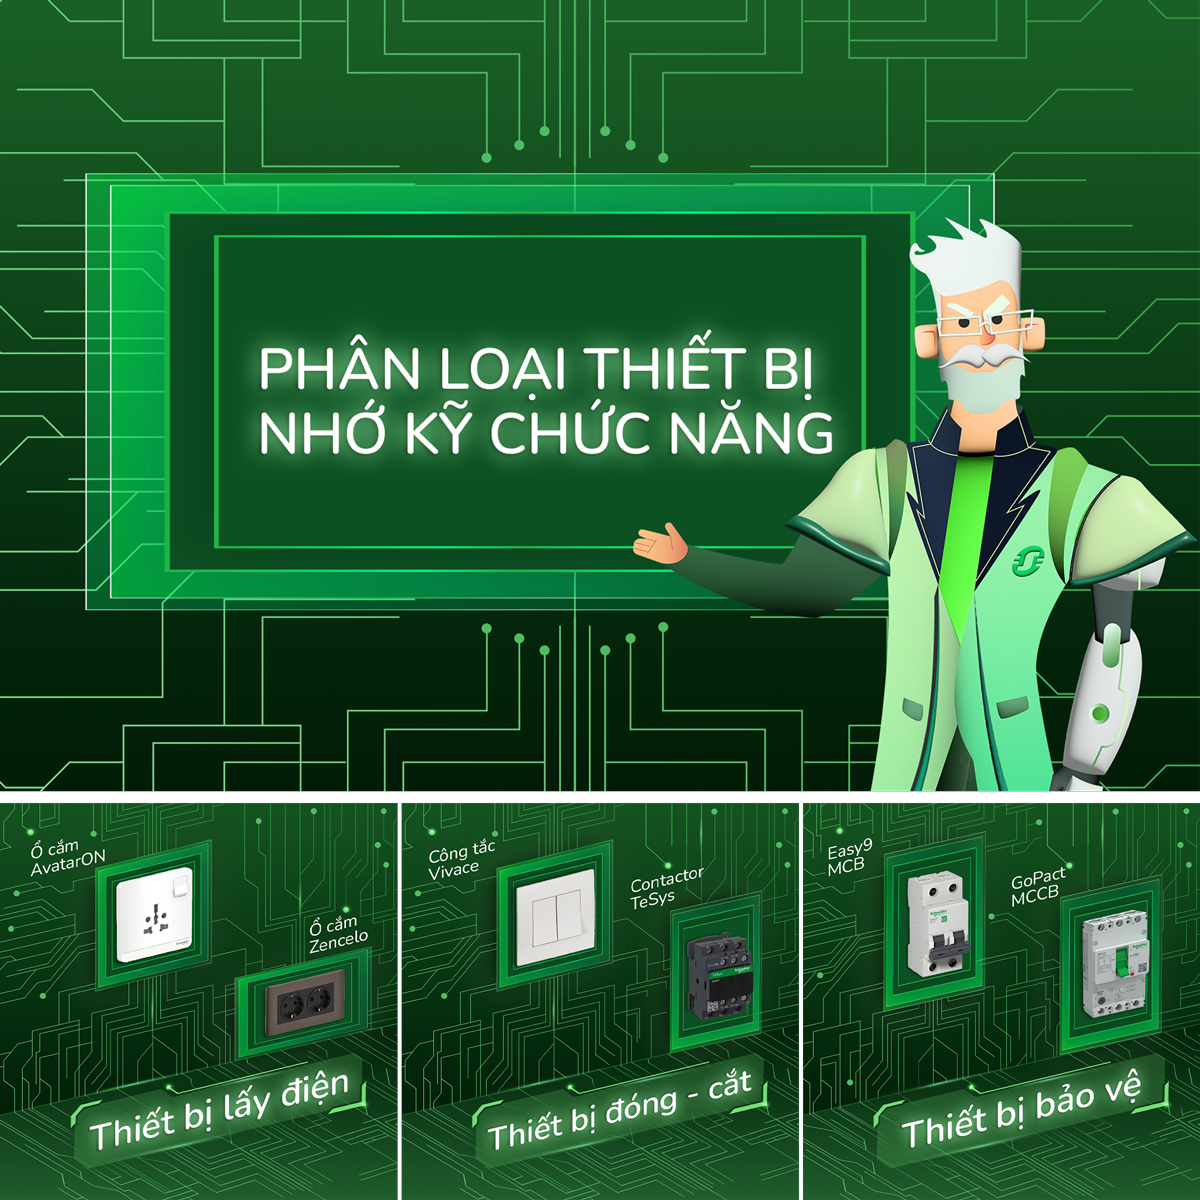 PHÂN LOẠI THIẾT BỊ
NHỚ KỸ CHỨC NĂNG
Ổ cắm
AvatarON
Ổ cắm
Zencelo
Thiết bị lấy điện
Công tắc
Vivace
Contactor
TeSys
Thiết bị đóng - cắt
Easy9
MCB
GoPact
MCCB
Thiết bị bảo vệ